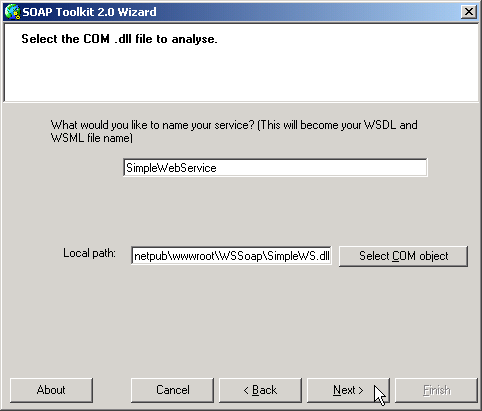 SOAP Toolkit 2.0 Wizard
Select the COM .dll file to analyse.
What would you like to name your service? (This will become your WSDL and
WSML file name)
SimpleWebService
Local path: netpub\wwwroot\WSSoap\SimpleWS.dll Select COM object
About Cancel < Back Next > Finish